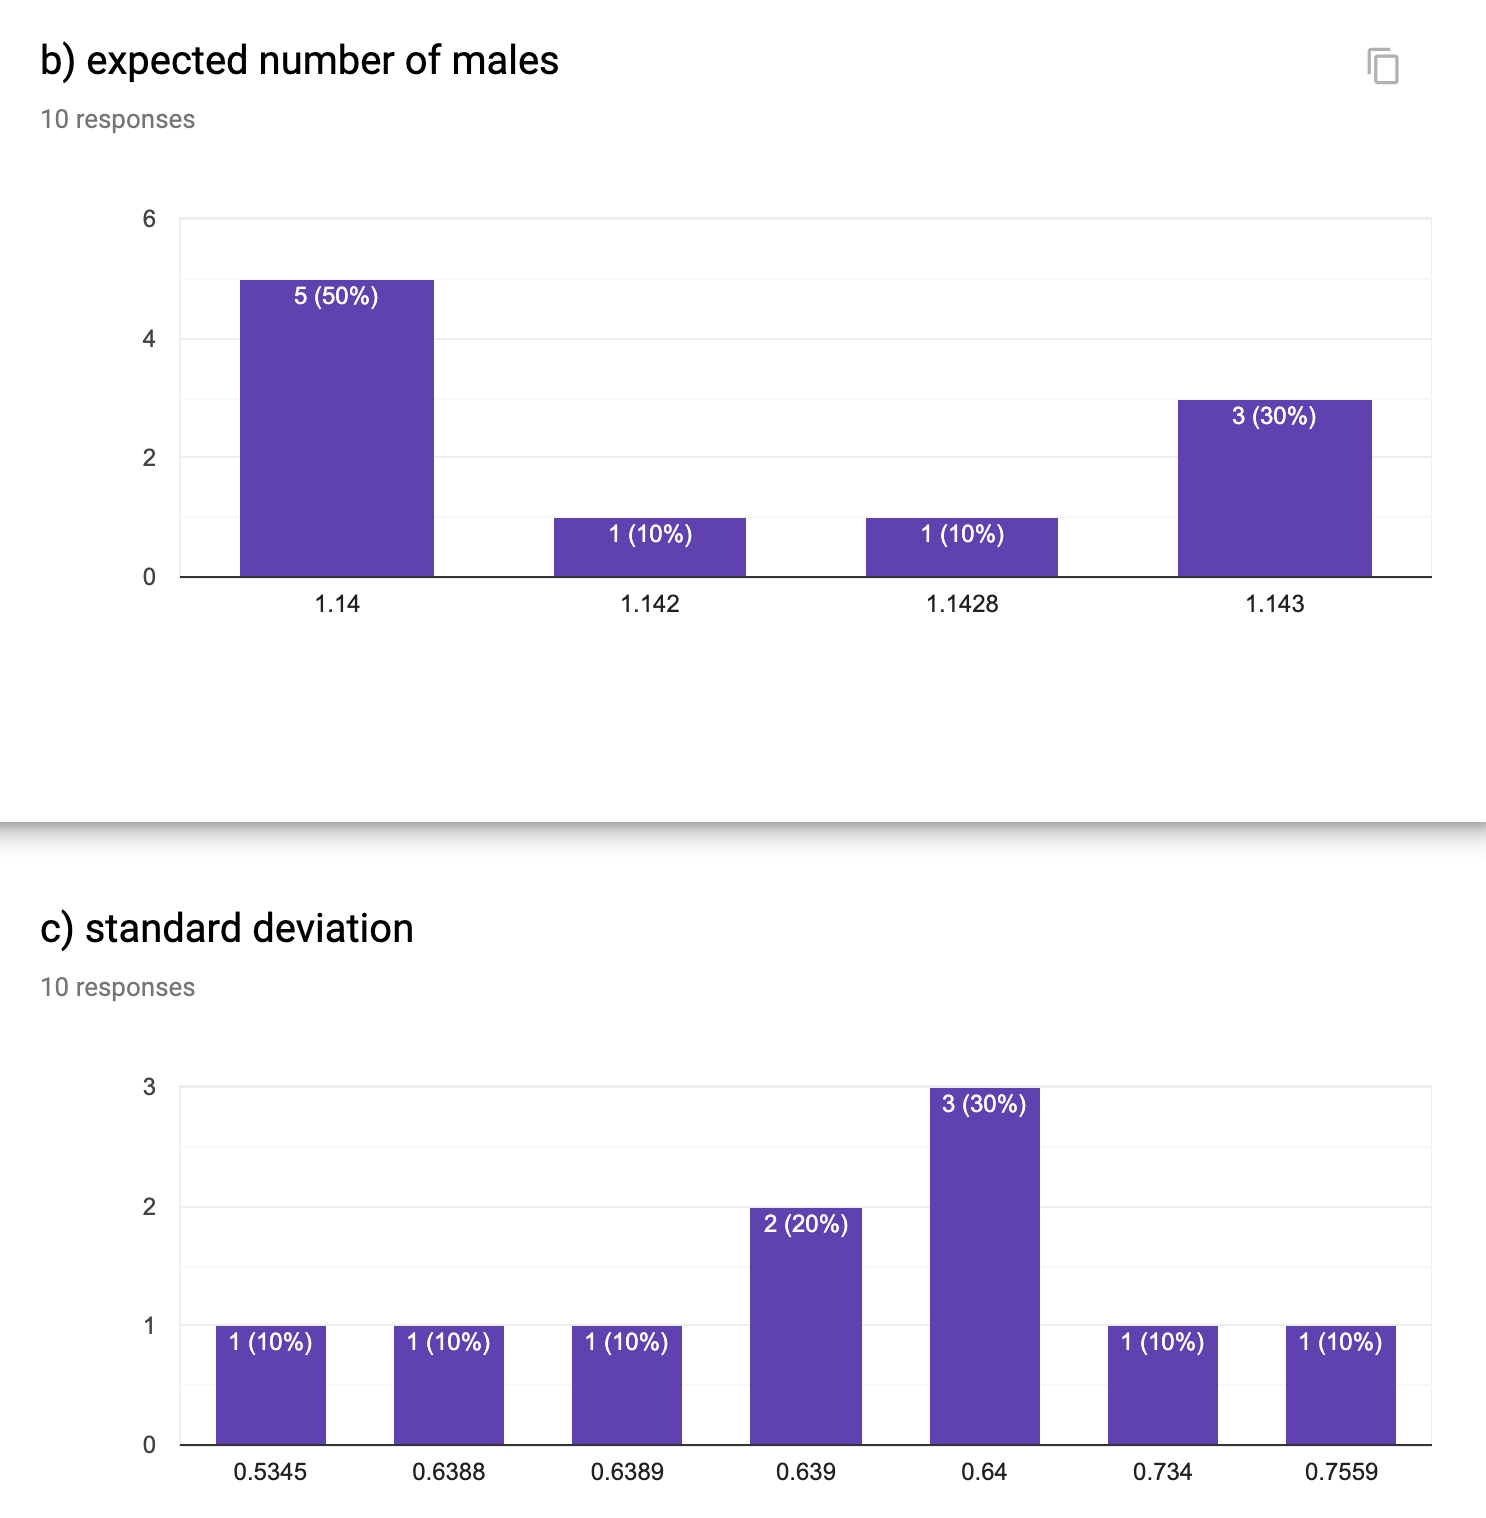 b) expected number of males
10 responses
6
5 (50%)
4
3 (30%)
2
1 (10%) 1 (10%)
0
1.14 1.142 1.1428 1.143
c) standard deviation
10 responses
3
3 (30%)
2
2 (20%)
1
1 (10%) 1 (10%) 1 (10%) 1 (10%) 1 (10%)
0
0.5345 0.6388 0.6389 0.639 0.64 0.734 0.7559